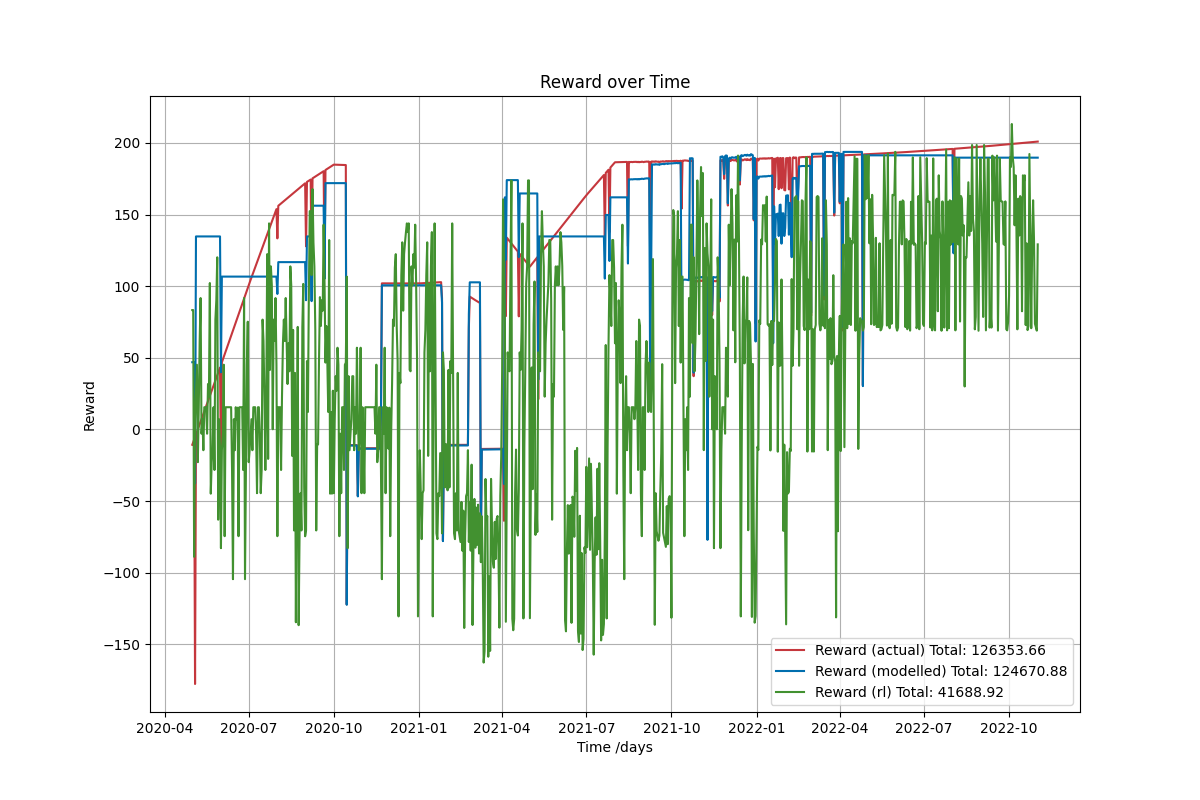 Reward over Time
Reward
200
150
100
50
0
−50
−100
−150
2020-04 2020-07 2020-10 2021-01 2021-04 2021-07 2021-10 2022-01 2022-04 2022-07 2022-10
Time /days
Reward (actual) Total: 126353.66
Reward (modelled) Total: 124670.88
Reward (rl) Total: 41688.92